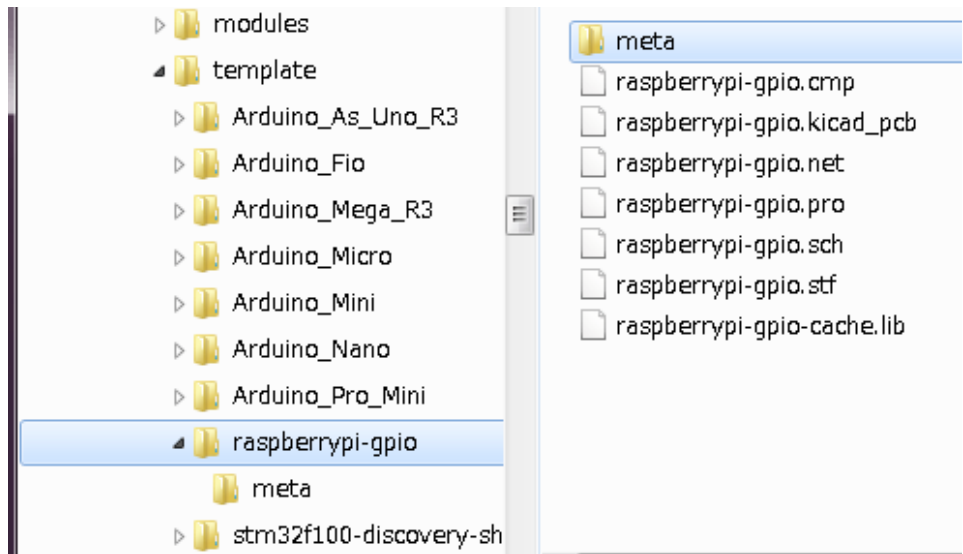 modules
template
Arduino_As_Uno_R3
Arduino_Fio
Arduino_Mega_R3
Arduino_Micro
Arduino_Mini
Arduino_Nano
Arduino_Pro_Mini
raspberrypi-gpio
meta
stm32f100-discovery-sh
meta
raspberrypi-gpio.cmp
raspberrypi-gpio.kicad_pcb
raspberrypi-gpio.net
raspberrypi-gpio.pro
raspberrypi-gpio.sch
raspberrypi-gpio.stf
raspberrypi-gpio-cache.lib